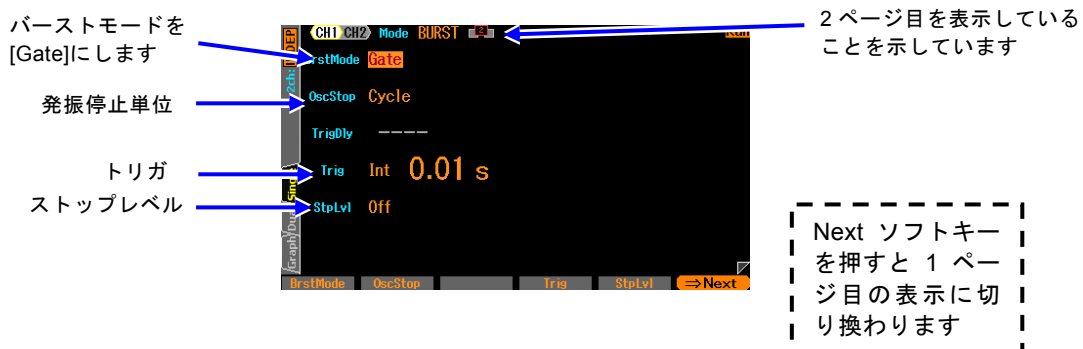 バーストモードを
[Gate]にします
2 ページ目を表示している
ことを示しています
CH1 CH2 Mode BURST 2
rstMode Gate
2ch:
発振停止単位
OscStop Cycle
TrigDly ----
トリガ
Trig Int 0.01 s
ストップレベル
StpLvl Off
Graph/Dual
BrstMode OscStop Trig StpLvl ⇒Next
Next ソフトキー
を押すと 1 ペー
ジ目の表示に切
り換わります